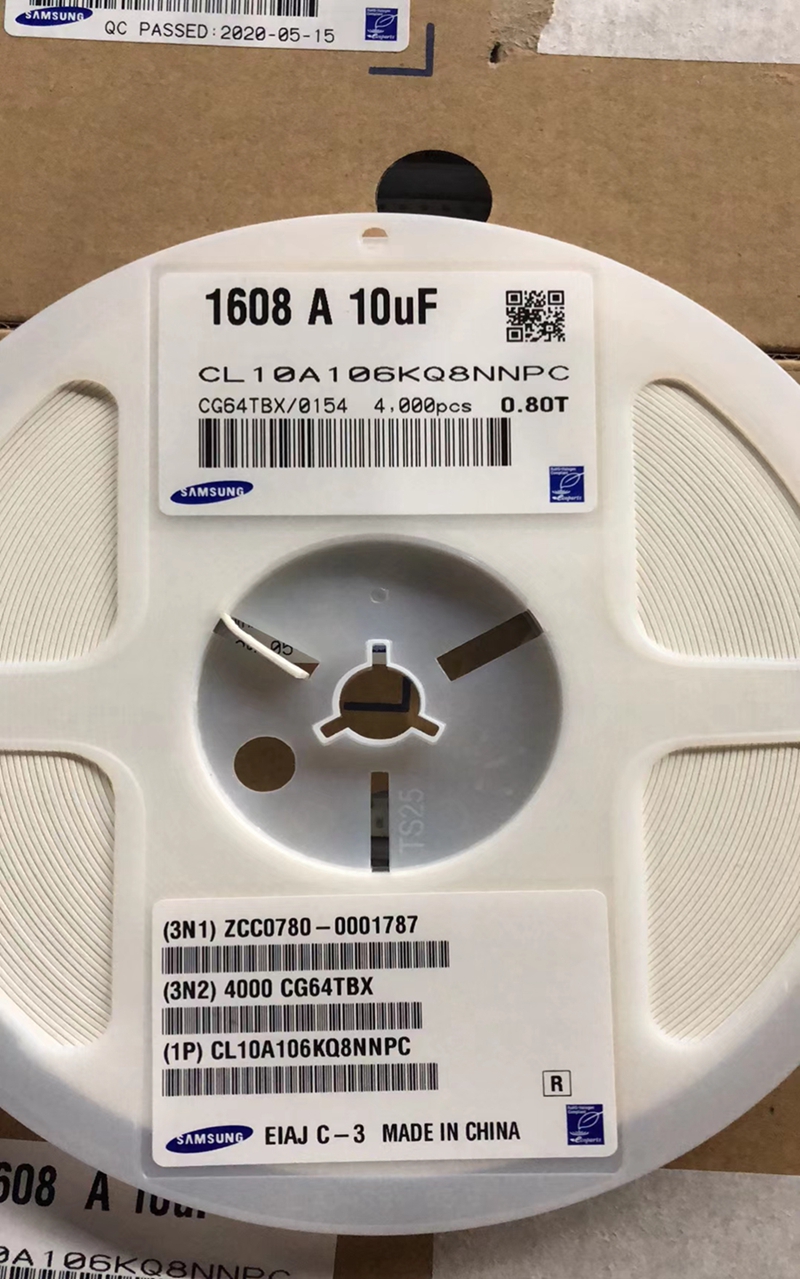 SAMSUNG
QC PASSED:2020-05-15
1608 A 10uF
CL10A106KQ8NNPC
CG64TBX/0154 4,000pcs 0.80T
SAMSUNG
TS25
(3N1) ZCC0780-0001787
(3N2) 4000 CG64TBX
(1P) CL10A106KQ8NNPC
R
SAMSUNG EIAJ C-3 MADE IN CHINA
608 A 10uF
0A106KQ8NNPC